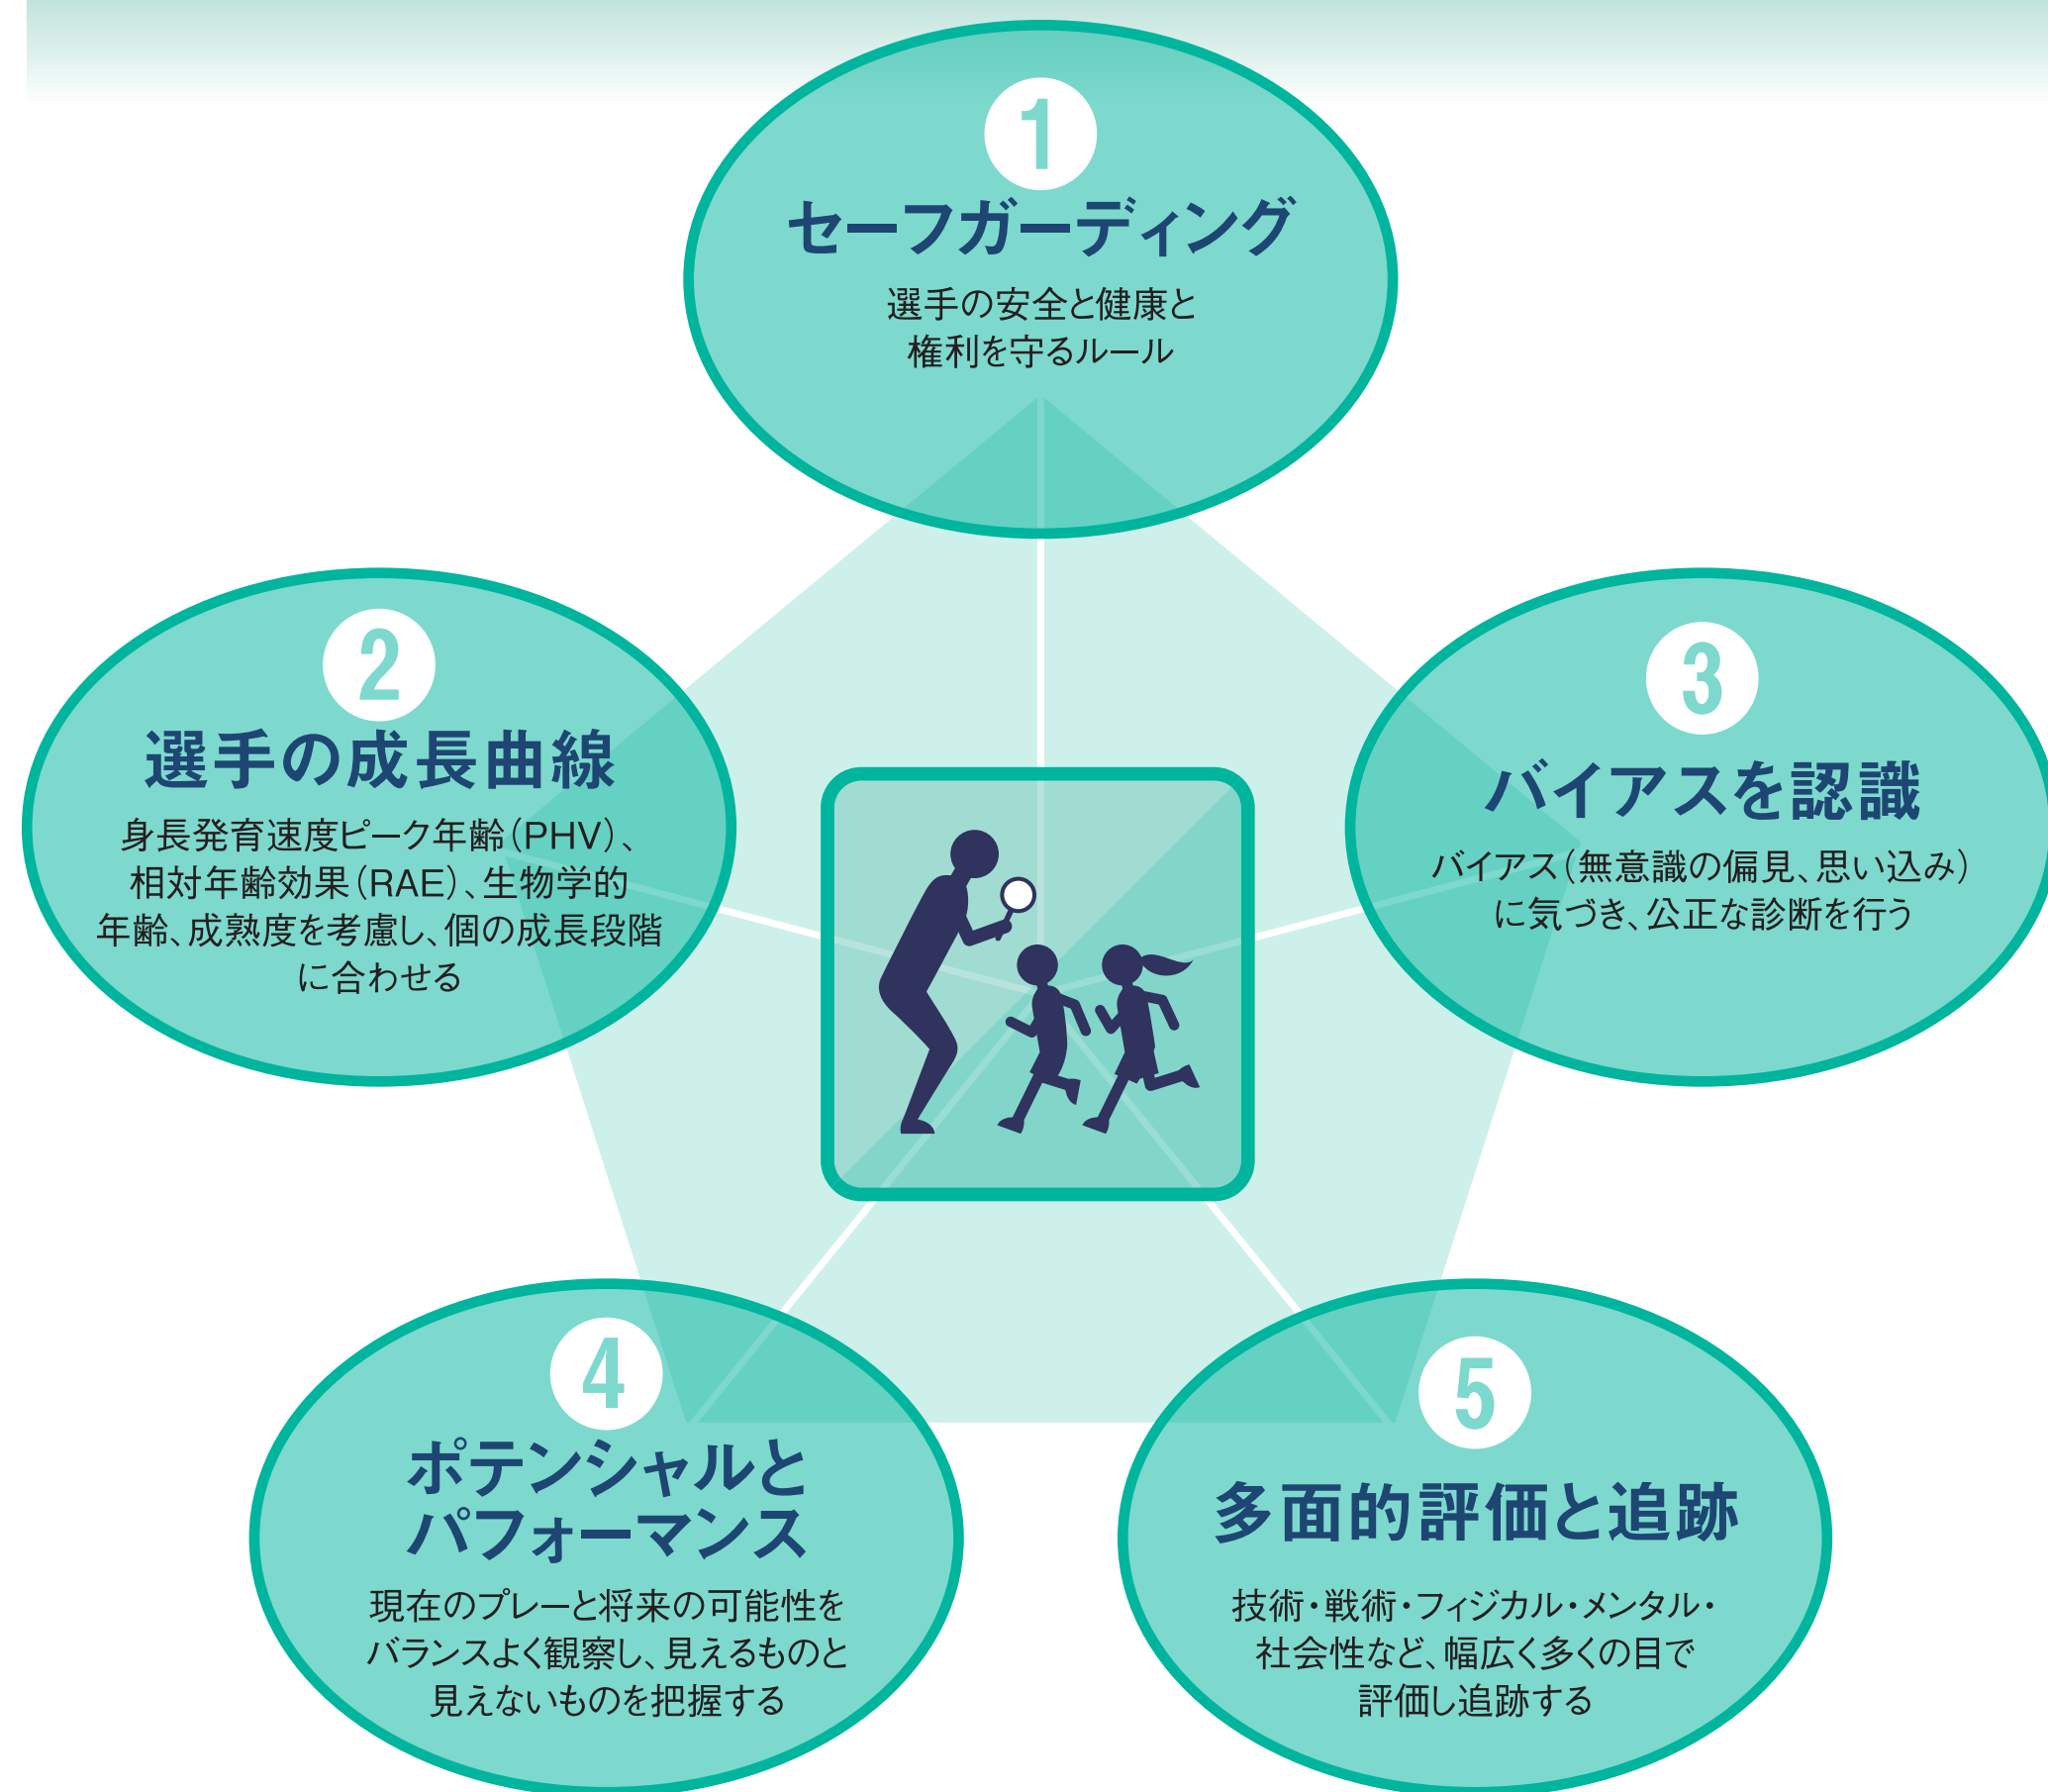 1
セーフガーディング
選手の安全と健康と
権利を守るルール
2
選手の成長曲線
身長発育速度ピーク年齢（PHV）、
相対年齢効果（RAE）、生物学的
年齢、成熟度を考慮し、個の成長段階
に合わせる
3
バイアスを認識
バイアス（無意識の偏見、思い込み）
に気づき、公正な診断を行う
4
ポテンシャルと
パフォーマンス
現在のプレーと将来の可能性を
バランスよく観察し、見えるものと
見えないものを把握する
5
多面的評価と追跡
技術・戦術・フィジカル・メンタル・
社会性など、幅広く多くの目で
評価し追跡する